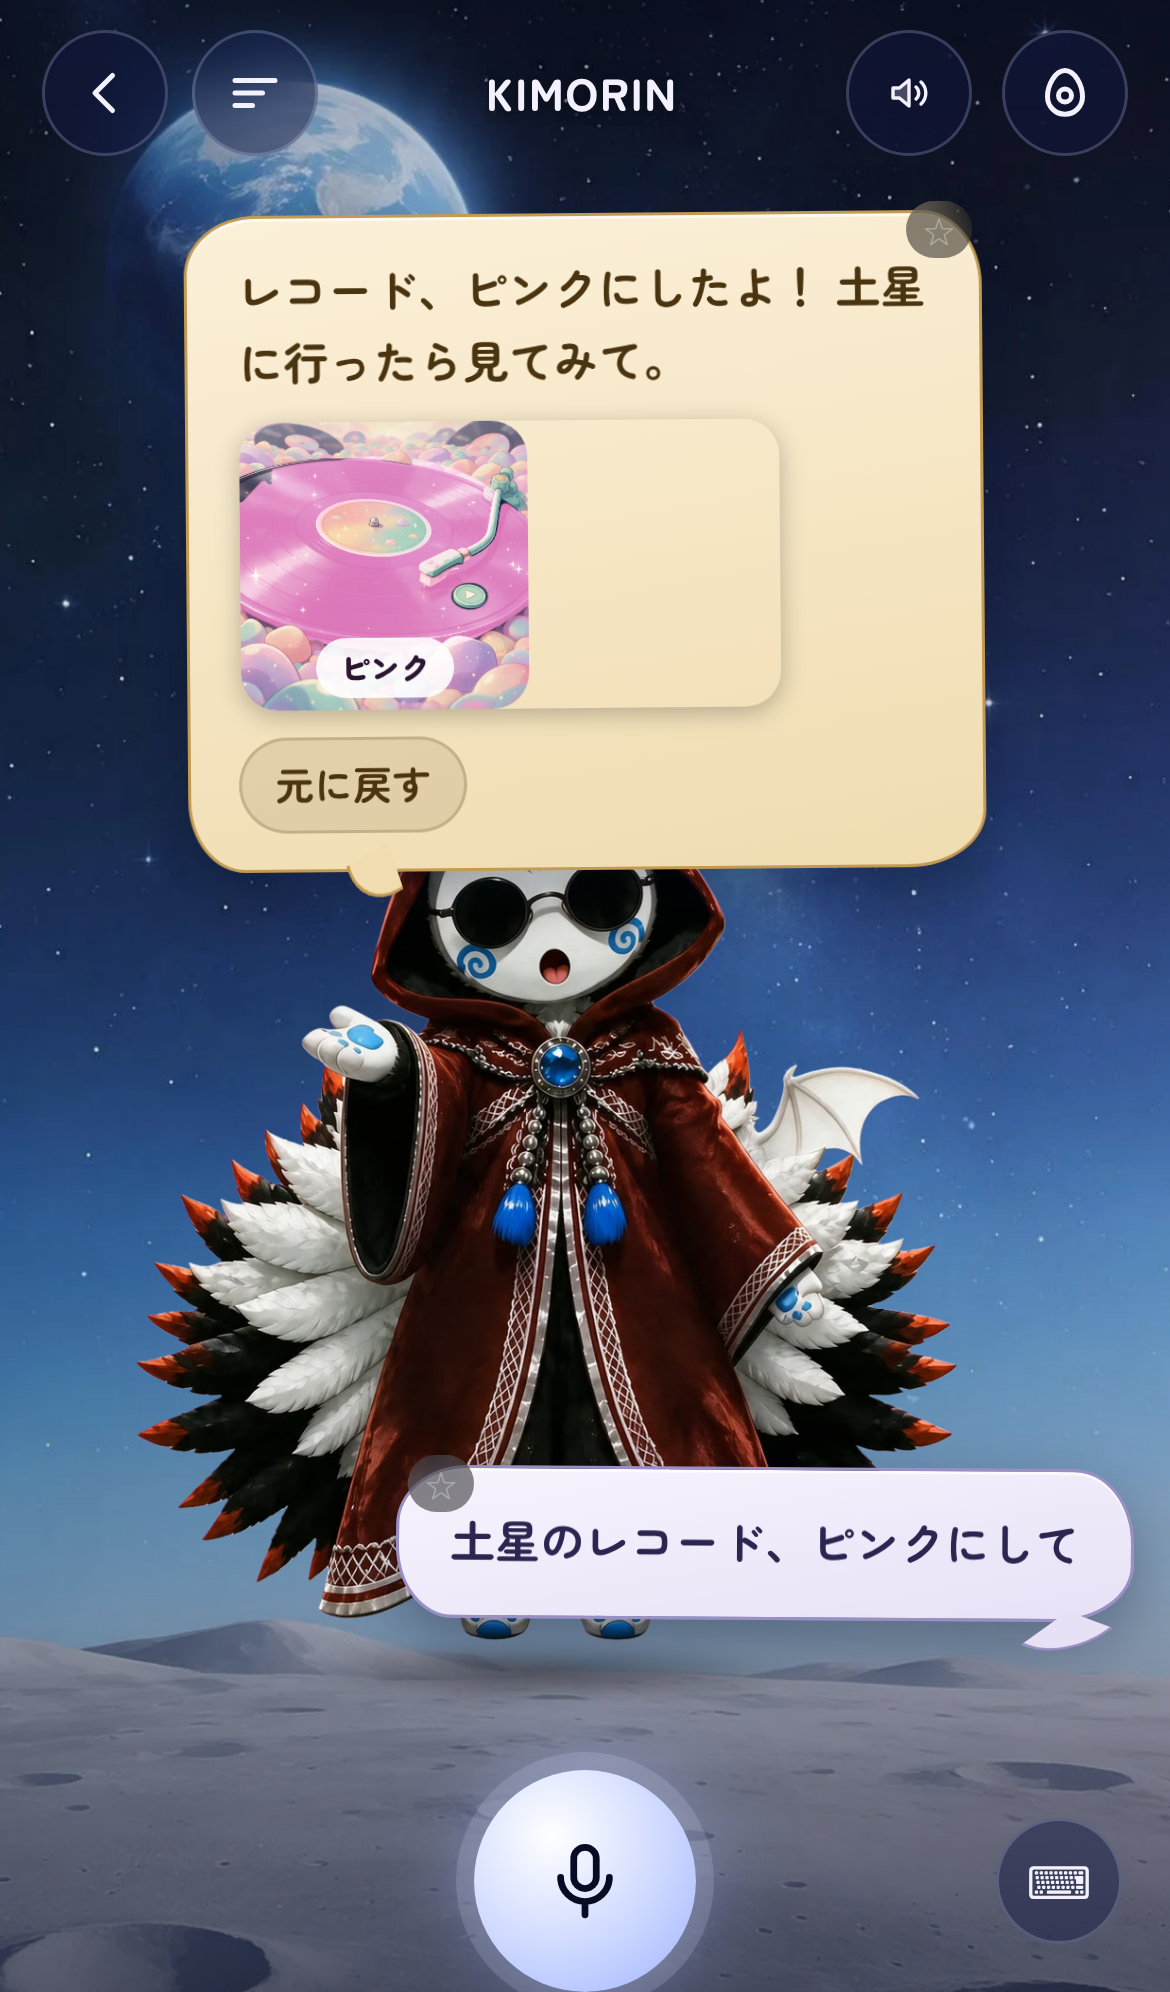 KIMORIN
レコード、ピンクにしたよ！ 土星
に行ったら見てみて。
ピンク
元に戻す
土星のレコード、ピンクにして